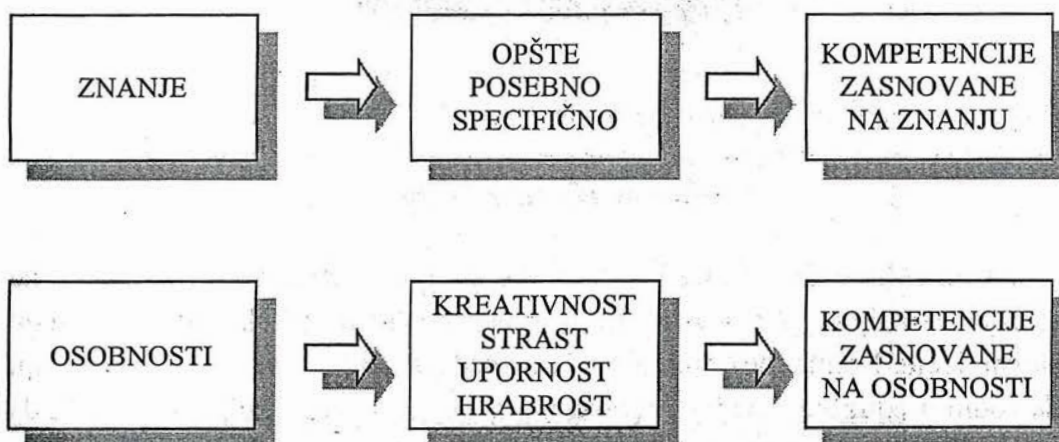 ZNANJE
OPŠTE
POSEBNO
SPECIFIČNO
KOMPETENCIJE
ZASNOVANE
NA ZNANJU
OSOBNOSTI
KREATIVNOST
STRAST
UPORNOST
HRABROST
KOMPETENCIJE
ZASNOVANE
NA OSOBNOSTI